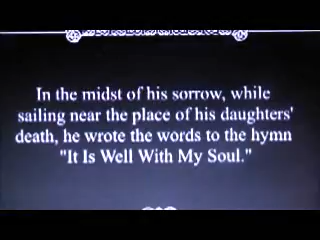 In the midst of his sorrow, while
sailing near the place of his daughters'
death, he wrote the words to the hymn
"It Is Well With My Soul."